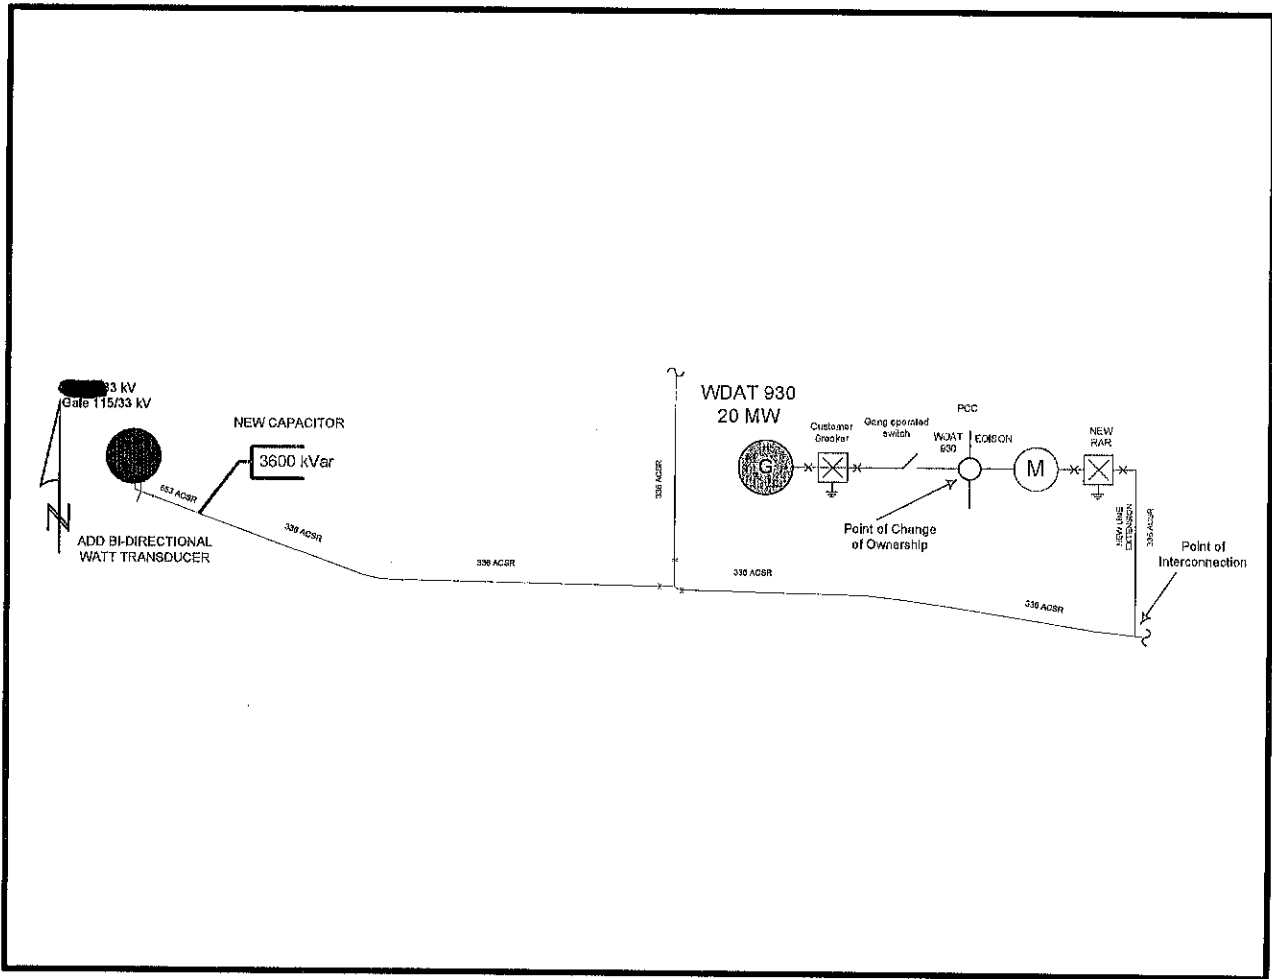 33 kV
Gate 115/33 kV
NEW CAPACITOR
3600 kVar
653 ACSR
N
ADD BI-DIRECTIONAL
WATT TRANSDUCER
336 ACSR
336 ACSR
336 ACSR
336 ACSR
336 ACSR
WDAT 930
20 MW
G
Customer
Breaker
Gang operated
switch
PCC
WDAT
930
EDISON
M
NEW
RAR
Point of Change
of Ownership
NEW LINE
EXTENSION
336 ACSR
Point of
Interconnection